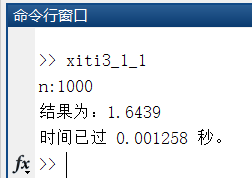 命令行窗口
>> xiti3_1_1
n:1000
结果为：1.6439
时间已过 0.001258 秒。
fx >>